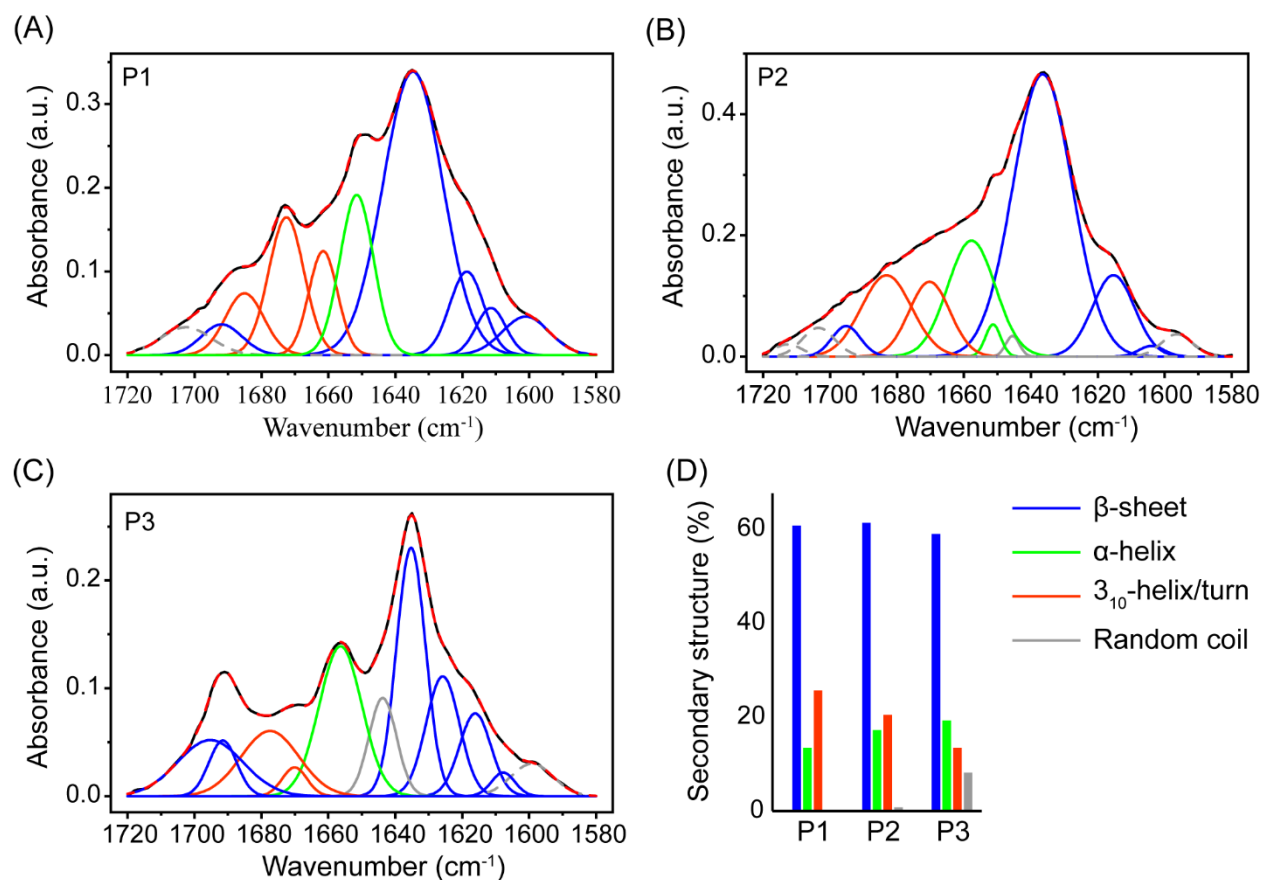 (A)
P1
Absorbance (a.u.)
0.3
0.2
0.1
0.0
1720 1700 1680 1660 1640 1620 1600 1580
Wavenumber (cm⁻¹)
(B)
P2
Absorbance (a.u.)
0.4
0.2
0.0
1720 1700 1680 1660 1640 1620 1600 1580
Wavenumber (cm⁻¹)
(C)
P3
Absorbance (a.u.)
0.2
0.1
0.0
1720 1700 1680 1660 1640 1620 1600 1580
Wavenumber (cm⁻¹)
(D)
Secondary structure (%)
60
40
20
0
P1 P2 P3
β-sheet
α-helix
3₁₀-helix/turn
Random coil